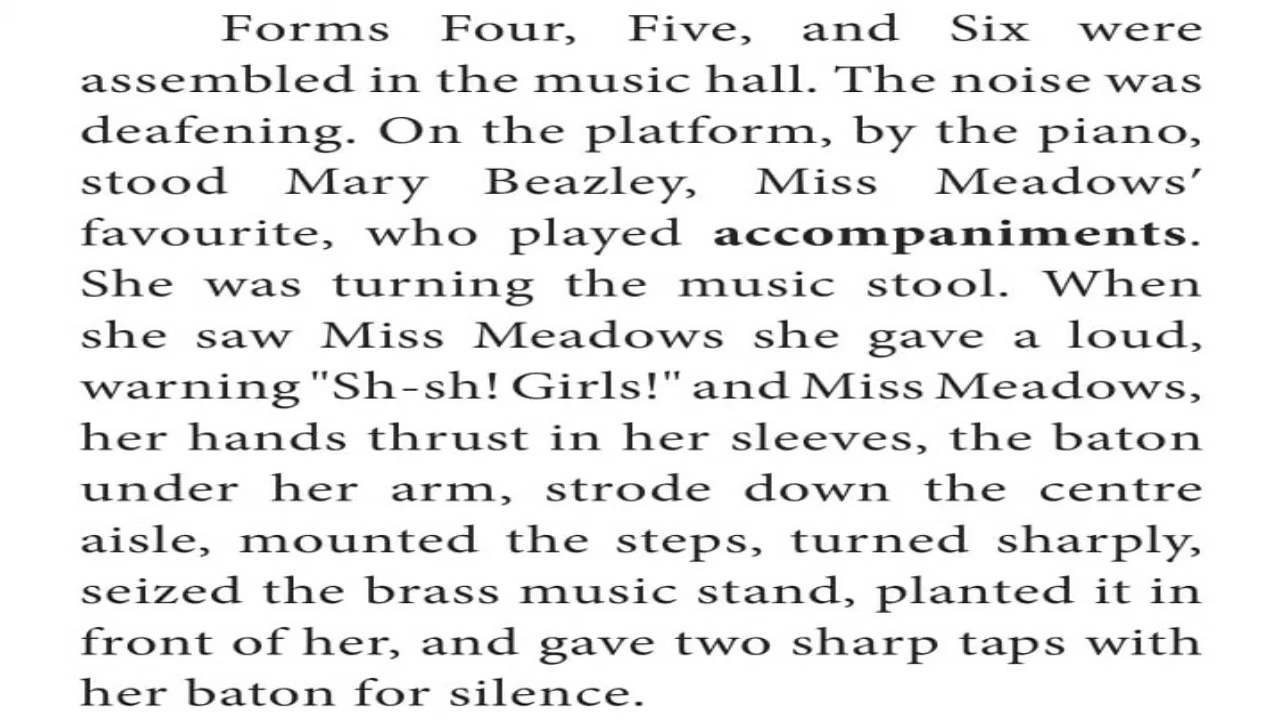 Forms Four, Five, and Six were
assembled in the music hall. The noise was
deafening. On the platform, by the piano,
stood Mary Beazley, Miss Meadows’
favourite, who played accompaniments.
She was turning the music stool. When
she saw Miss Meadows she gave a loud,
warning "Sh-sh! Girls!" and Miss Meadows,
her hands thrust in her sleeves, the baton
under her arm, strode down the centre
aisle, mounted the steps, turned sharply,
seized the brass music stand, planted it in
front of her, and gave two sharp taps with
her baton for silence.